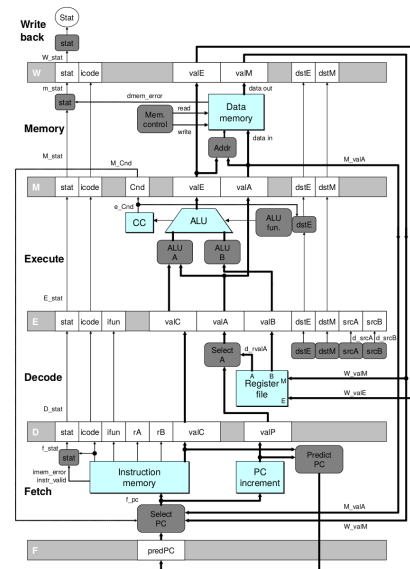 Stat
Write
back
stat
W_stat
W stat icode valE valM dstE dstM
m_stat
stat
dmem_error
data out
Mem.
control
read
write
Data
memory
Memory
Addr
data in
M_stat
M_Cnd
M_valA
M stat icode Cnd valE valA dstE dstM
e_Cnd
CC
ALU
ALU
fun.
dstE
ALU
A
ALU
B
Execute
E_stat
E stat icode ifun valC valA valB dstE dstM srcA srcB
d_srcA d_srcB
Select
A
d_rvalA
dstE dstM srcA srcB
A B
M
Register
file
E
W_valM
W_valE
Decode
D_stat
D stat icode ifun rA rB valC valP
f_stat
stat
imem_error
instr_valid
Instruction
memory
PC
increment
Predict
PC
Fetch
f_pc
Select
PC
M_valA
W_valM
F predPC